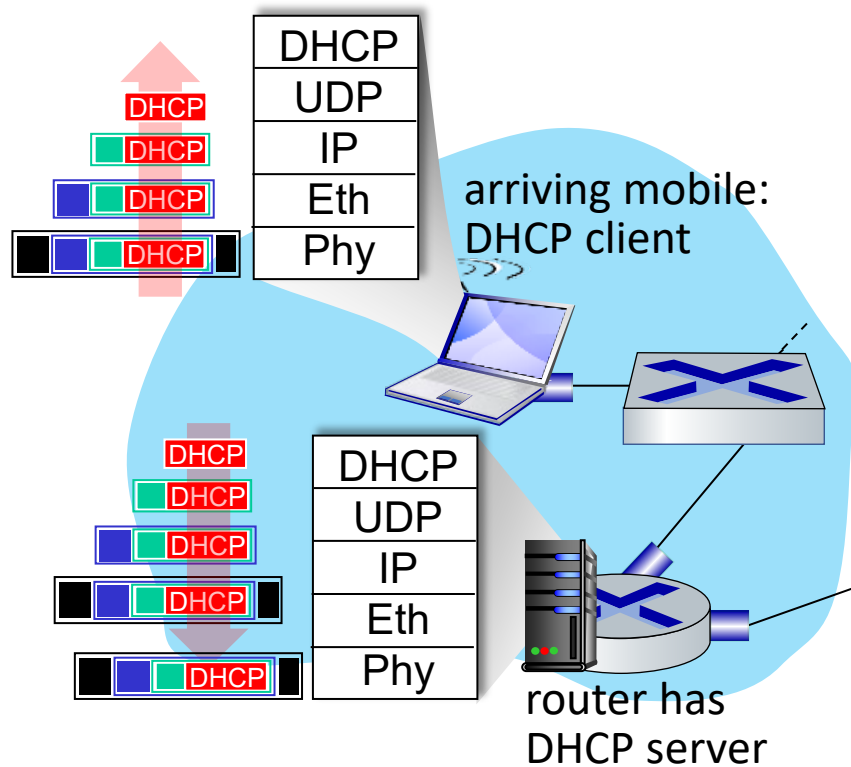 DHCP
UDP
IP
Eth
Phy
DHCP
DHCP
DHCP
DHCP
arriving mobile:
DHCP client
DHCP
UDP
IP
Eth
Phy
DHCP
DHCP
DHCP
DHCP
DHCP
router has
DHCP server